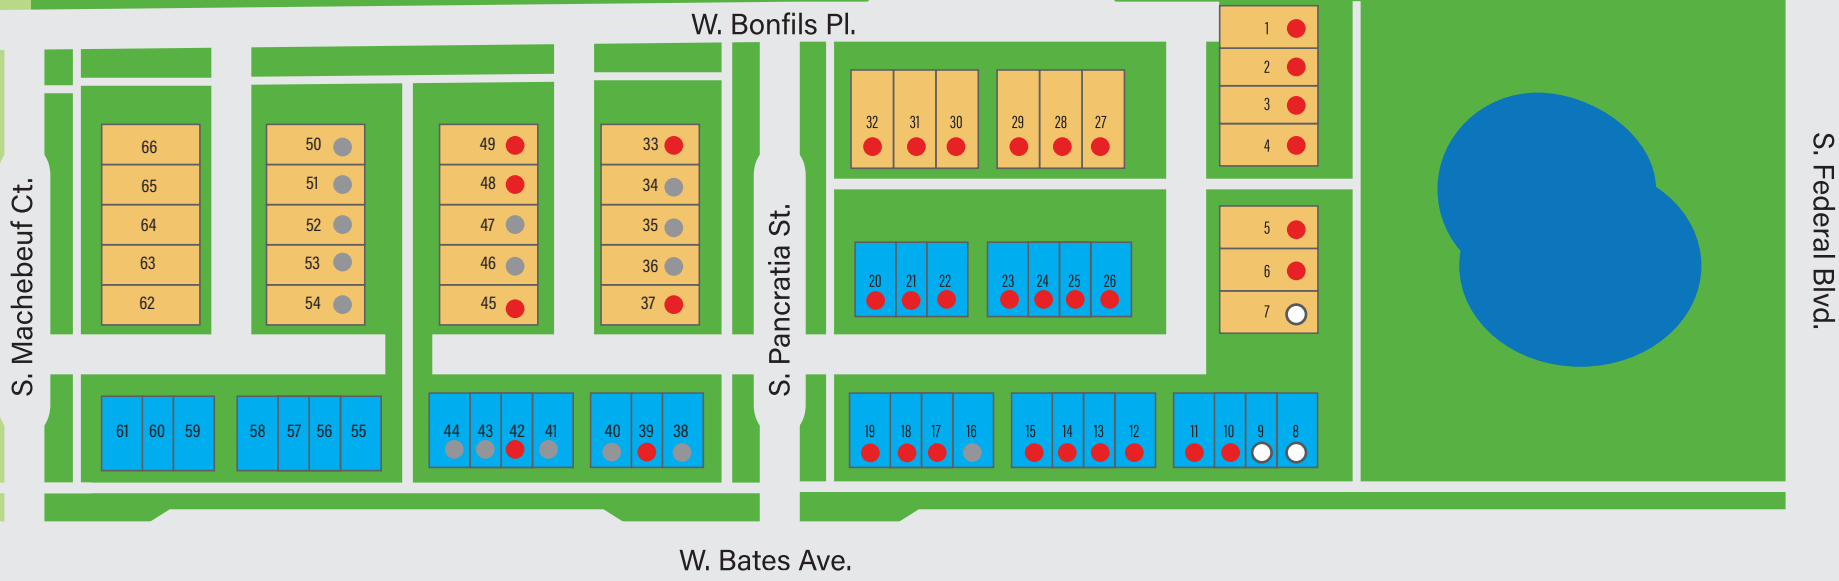 W. Bonfils Pl.
1
2
3
4
32 31 30 29 28 27
66
65
64
63
62
50
51
52
53
54
49
48
47
46
45
33
34
35
36
37
5
6
7
20 21 22 23 24 25 26
S. Machebeuf Ct.
S. Pancratia St.
S. Federal Blvd.
61 60 59 58 57 56 55
44 43 42 41 40 39 38
19 18 17 16 15 14 13 12 11 10 9 8
W. Bates Ave.